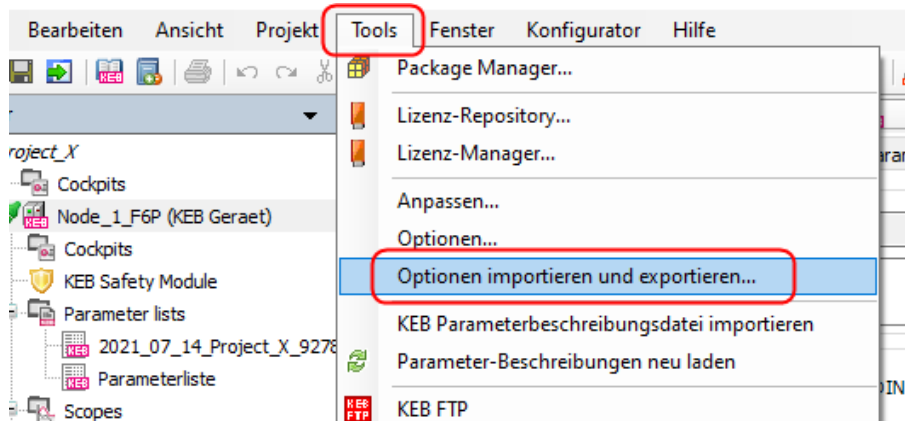 Bearbeiten Ansicht Projekt Tools Fenster Konfigurator Hilfe
Package Manager...
Lizenz-Repository...
Lizenz-Manager...
Anpassen...
Optionen...
Optionen importieren und exportieren...
KEB Parameterbeschreibungsdatei importieren
Parameter-Beschreibungen neu laden
KEB FTP
KEB FTP
roject_X
Cockpits
Node_1_F6P (KEB Geraet)
Cockpits
KEB Safety Module
Parameter lists
2021_07_14_Project_X_9278
Parameterliste
Scopes